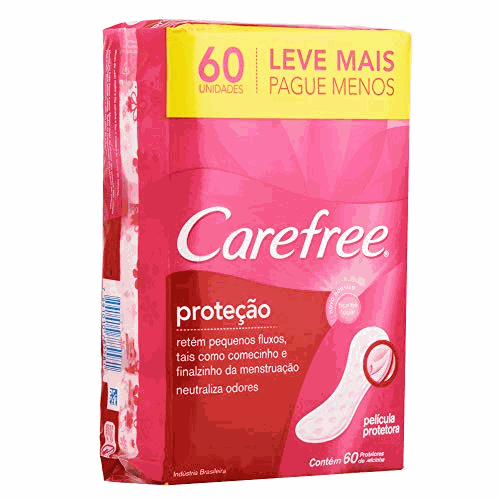 60
UNIDADES
LEVE MAIS
PAGUE MENOS
Carefree®
proteção
retém pequenos fluxos,
tais como comecinho e
finalzinho da menstruação
neutraliza odores
película
protetora
Contém 60 Protetores
Indústria Brasileira